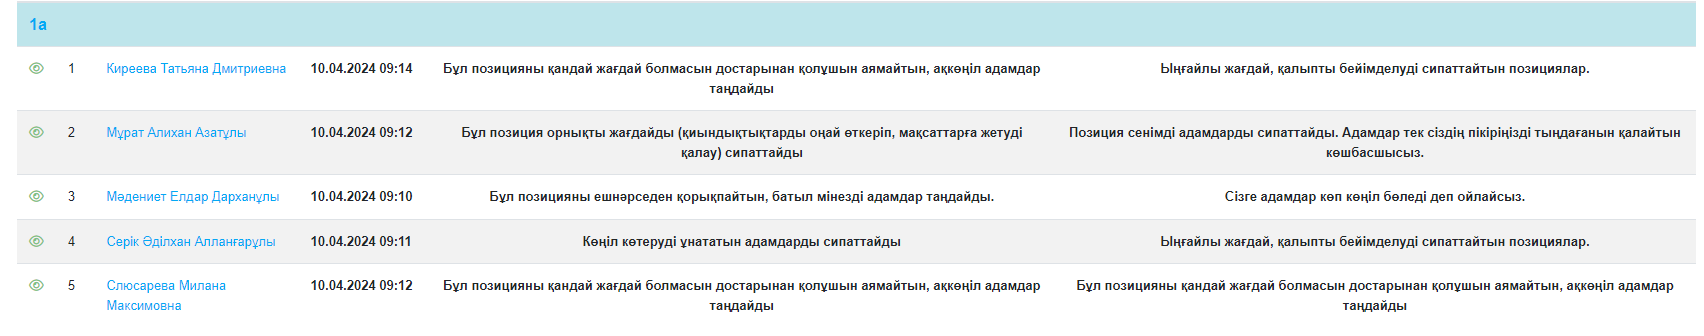 1а
1 Киреева Татьяна Дмитриевна 10.04.2024 09:14 Бұл позицияны қандай жағдай болмасын достарынан қолұшын аямайтын, ақкөңіл адамдар Ыңғайлы жағдай, қалыпты бейімделуді сипаттайтын позициялар.
таңдайды
2 Мұрат Алихан Азатұлы 10.04.2024 09:12 Бұл позиция орнықты жағдайды (қиындықтықтарды оңай өткеріп, мақсаттарға жетуді Позиция сенімді адамдарды сипаттайды. Адамдар тек сіздің пікіріңізді тыңдағанын қалайтын
қалау) сипаттайды көшбасшысыз.
3 Мәдениет Елдар Дарханұлы 10.04.2024 09:10 Бұл позицияны ешнәрседен қорықпайтын, батыл мінезді адамдар таңдайды. Сізге адамдар көп көңіл бөледі деп ойлайсыз.
4 Серік Әділхан Алланғарұлы 10.04.2024 09:11 Көңіл көтеруді ұнататын адамдарды сипаттайды Ыңғайлы жағдай, қалыпты бейімделуді сипаттайтын позициялар.
5 Слюсарева Милана 10.04.2024 09:12 Бұл позицияны қандай жағдай болмасын достарынан қолұшын аямайтын, ақкөңіл адамдар Бұл позицияны қандай жағдай болмасын достарынан қолұшын аямайтын, ақкөңіл адамдар
Максимовна таңдайды таңдайды